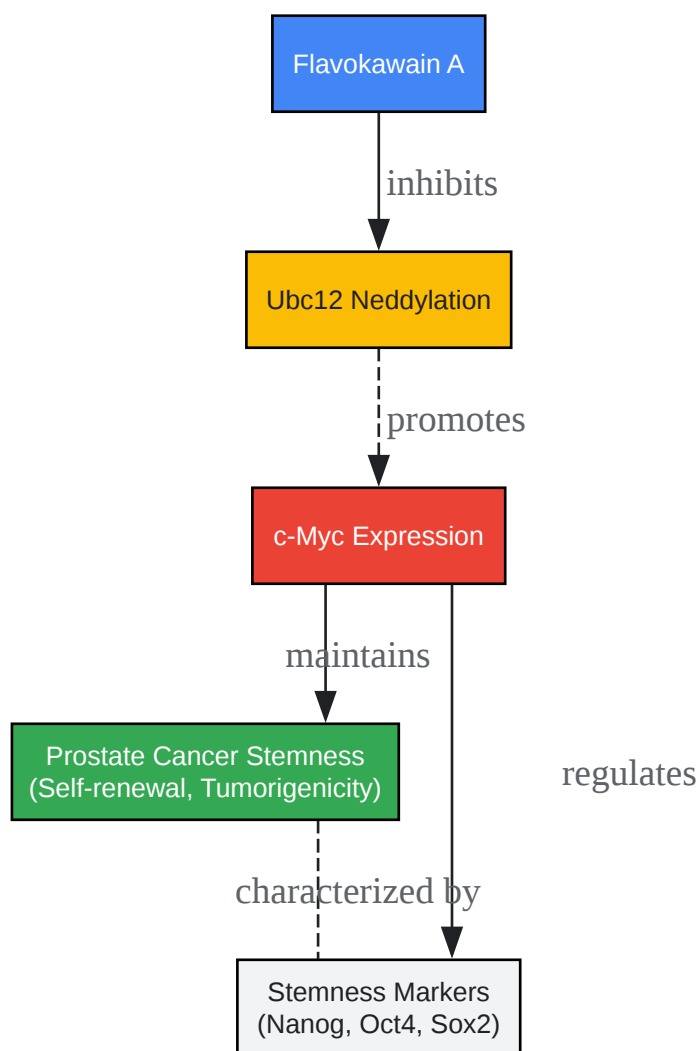 Flavokawain A
inhibits
Ubc12 Neddylation
promotes
c-Myc Expression
maintains
Prostate Cancer Stemness
(Self-renewal, Tumorigenicity)
regulates
characterized by
Stemness Markers
(Nanog, Oct4, Sox2)